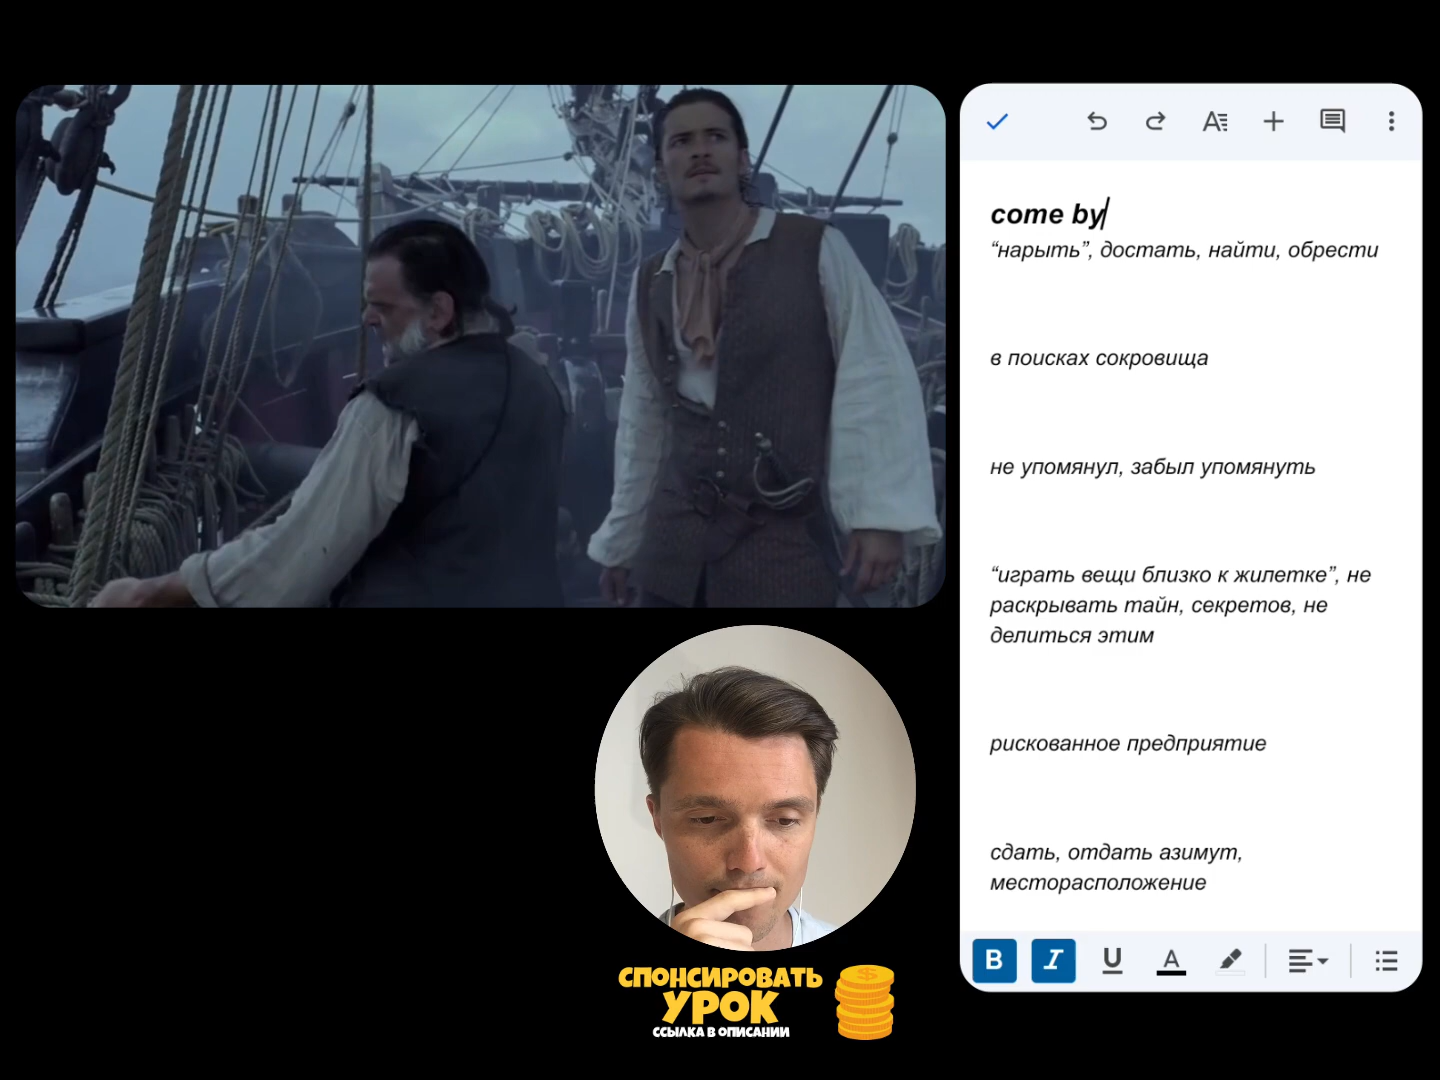 come by
“нарыть”, достать, найти, обрести
в поисках сокровища
не упомянул, забыл упомянуть
“играть вещи близко к жилетке”, не
раскрывать тайн, секретов, не
делиться этим
рискованное предприятие
сдать, отдать азимут,
месторасположение
B I U A
СПОНСИРОВАТЬ
УРОК
ССЫЛКА В ОПИСАНИИ